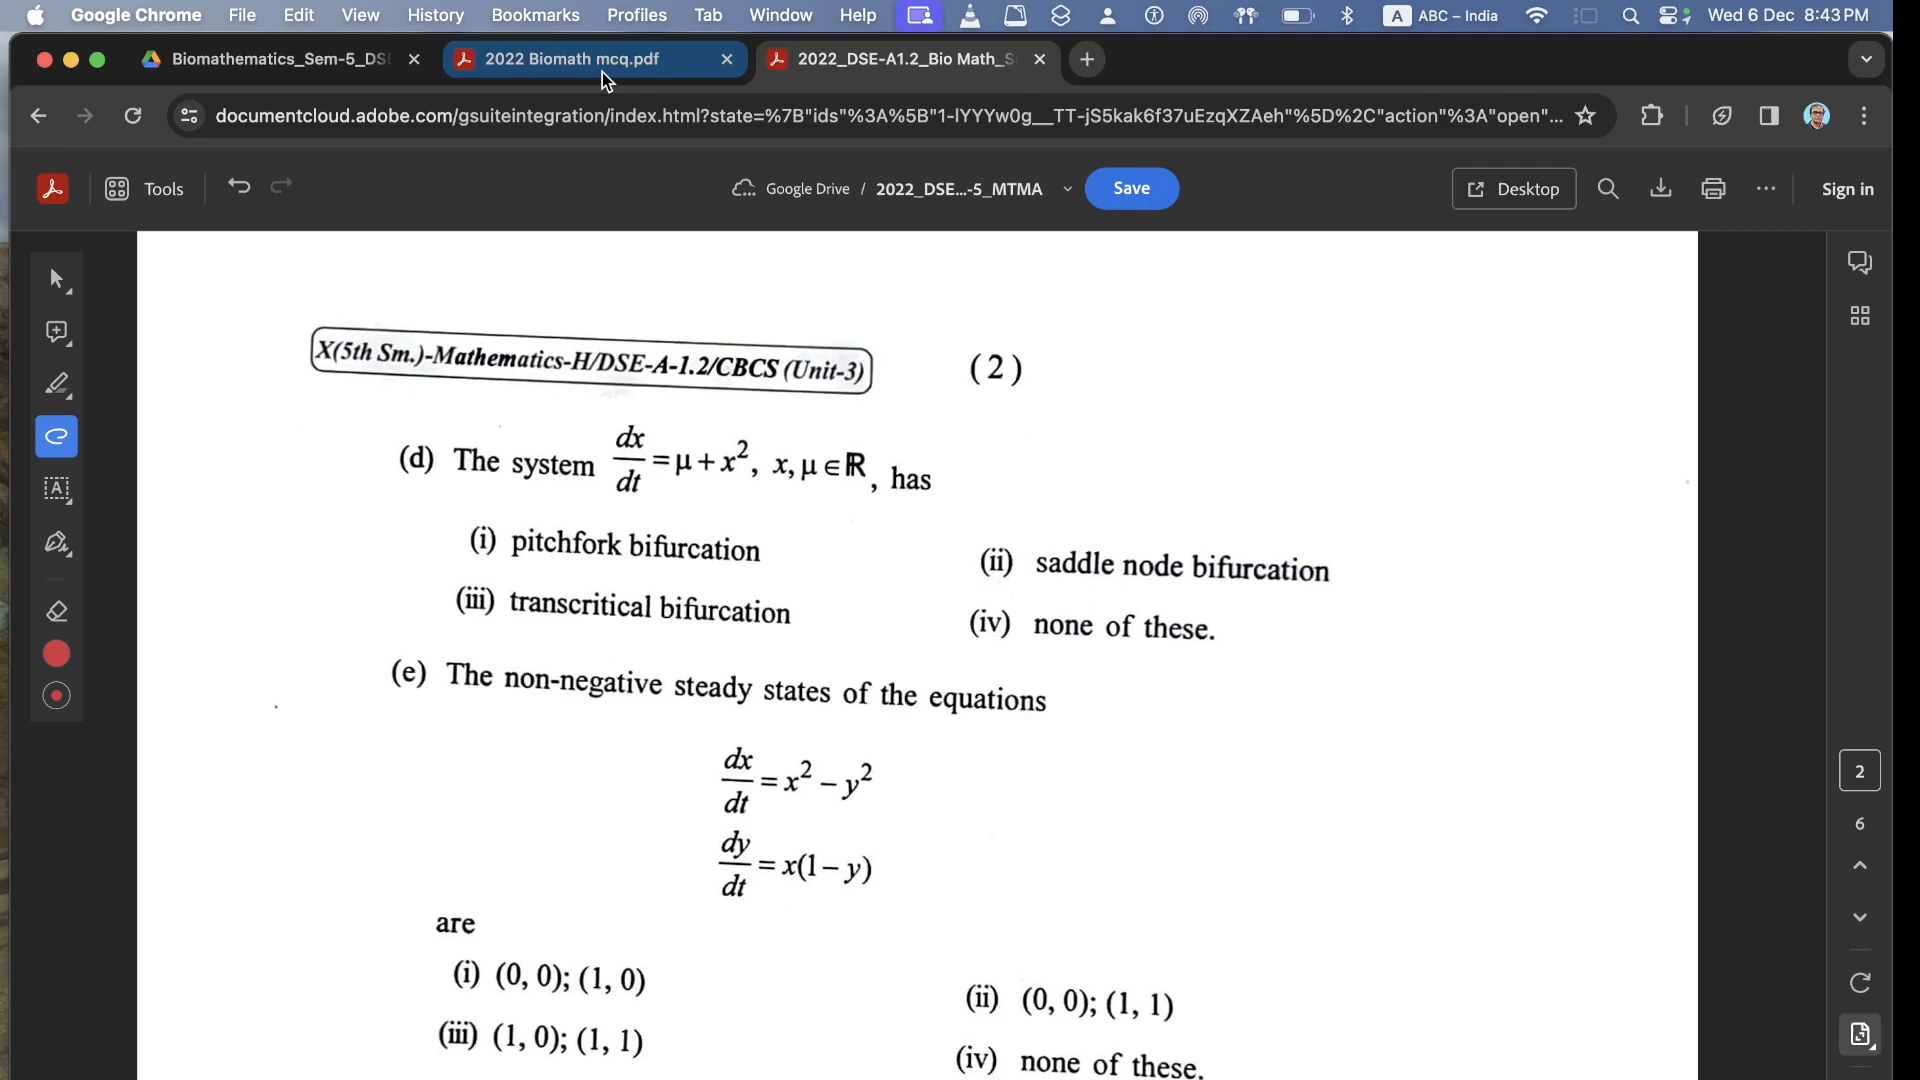 Google Chrome File Edit View History Bookmarks Profiles Tab Window Help A ABC – India Wed 6 Dec 8:43 PM
Biomathematics_Sem-5_DS 2022 Biomath mcq.pdf 2022_DSE-A1.2_Bio Math_S
documentcloud.adobe.com/gsuiteintegration/index.html?state=%7B"ids"%3A%5B"1-lYYYw0g__TT-jS5kak6f37uEzqXZAeh"%5D%2C"action"%3A"open"...
Tools Google Drive / 2022_DSE...-5_MTMA Save Desktop Sign in
X(5th Sm.)-Mathematics-H/DSE-A-1.2/CBCS (Unit-3) (2)
(d) The system dx/dt = μ + x², x, μ ∈ ℝ, has
(i) pitchfork bifurcation (ii) saddle node bifurcation
(iii) transcritical bifurcation (iv) none of these.
(e) The non-negative steady states of the equations
dx/dt = x² – y²
dy/dt = x(1 – y)
are
(i) (0, 0); (1, 0) (ii) (0, 0); (1, 1)
(iii) (1, 0); (1, 1) (iv) none of these.
2
6